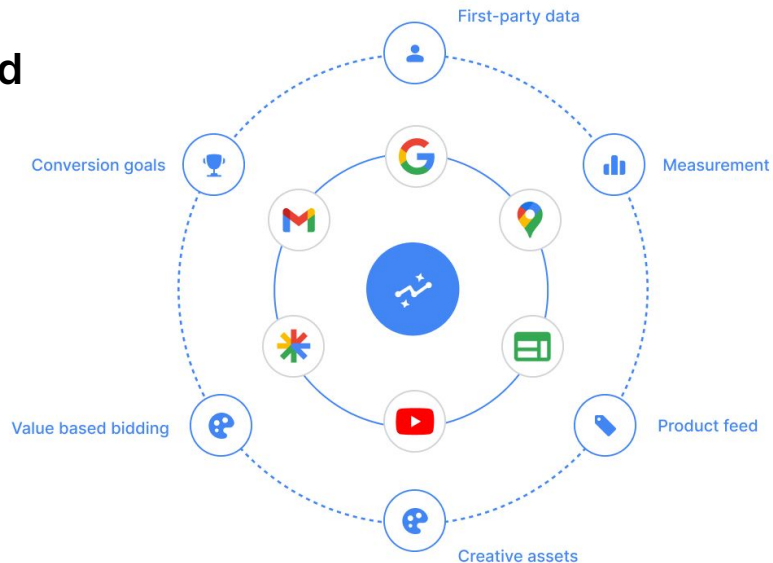 First-party data
d
Conversion goals
Measurement
Value based bidding
Product feed
Creative assets